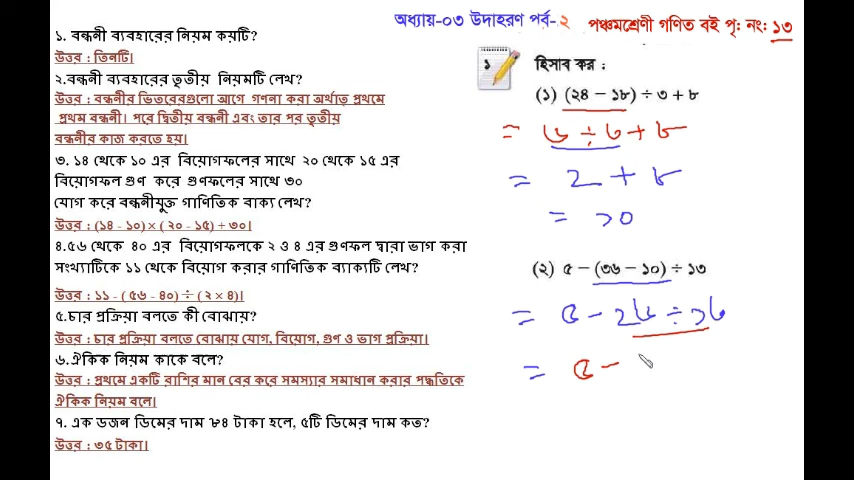 অধ্যায়-০৩ উদাহরণ পর্ব-২
পঞ্চমশ্রেণী গণিত বই পৃ: নং: ১৩
১. বন্ধনী ব্যবহারের নিয়ম কয়টি?
উত্তর : তিনটি।
২.বন্ধনী ব্যবহারের তৃতীয় নিয়মটি লেখ?
উত্তর : বন্ধনীর ভিতরেরগুলো আগে গণনা করা অর্থাত্ প্রথমে
প্রথম বন্ধনী। পরে দ্বিতীয় বন্ধনী এবং তার পর তৃতীয়
বন্ধনীর কাজ করতে হয়।
৩. ১৪ থেকে ১০ এর বিয়োগফলের সাথে ২০ থেকে ১৫ এর
বিয়োগফল গুণ করে গুণফলের সাথে ৩০
যোগ করে বন্ধনীযুক্ত গাণিতিক বাক্য লেখ?
উত্তর : (১৪ - ১০) × ( ২০ - ১৫) + ৩০।
৪.৫৬ থেকে ৪০ এর বিয়োগফলকে ২ ও ৪ এর গুণফল দ্বারা ভাগ করা
সংখ্যাটিকে ১১ থেকে বিয়োগ করার গাণিতিক ব্যাক্যটি লেখ?
উত্তর : ১১ - ( ৫৬ - ৪০) ÷ ( ২ × ৪)।
৫.চার প্রক্রিয়া বলতে কী বোঝায়?
উত্তর : চার প্রক্রিয়া বলতে বোঝায় যোগ, বিয়োগ, গুণ ও ভাগ প্রক্রিয়া।
৬.ঐকিক নিয়ম কাকে বলে?
উত্তর : প্রথমে একটি রাশির মান বের করে সমস্যার সমাধান করার পদ্ধতিকে
ঐকিক নিয়ম বলে।
৭. এক ডজন ডিমের দাম ৮৪ টাকা হলে, ৫টি ডিমের দাম কত?
উত্তর : ৩৫ টাকা।
১ হিসাব কর :
(১) (২৪ – ১৮) ÷ ৩ + ৮
= ৬ ÷ ৩ + ৮
= ২ + ৮
= ১০
(২) ৫ – (৩৬ – ১০) ÷ ১৩
= ৫ – ২৬ ÷ ১৩
= ৫ –